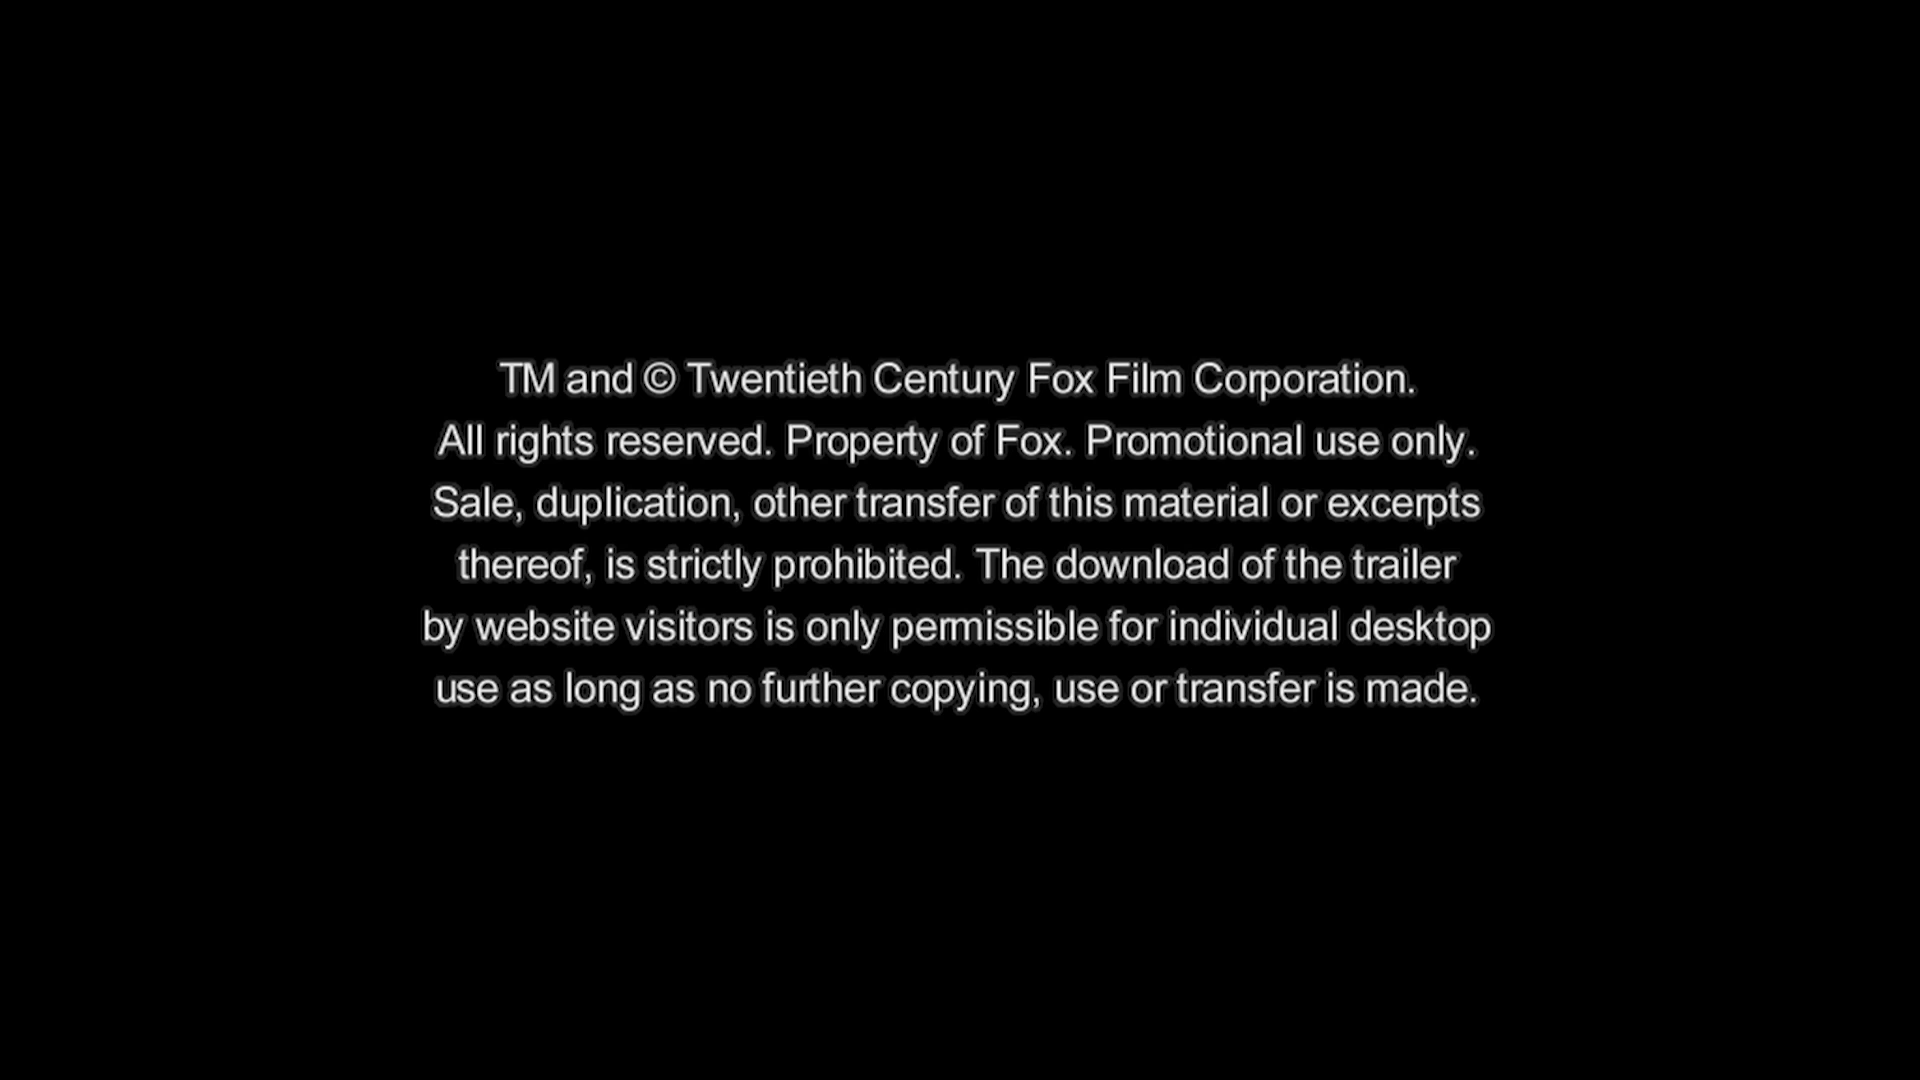 TM and © Twentieth Century Fox Film Corporation.
All rights reserved. Property of Fox. Promotional use only.
Sale, duplication, other transfer of this material or excerpts
thereof, is strictly prohibited. The download of the trailer
by website visitors is only permissible for individual desktop
use as long as no further copying, use or transfer is made.